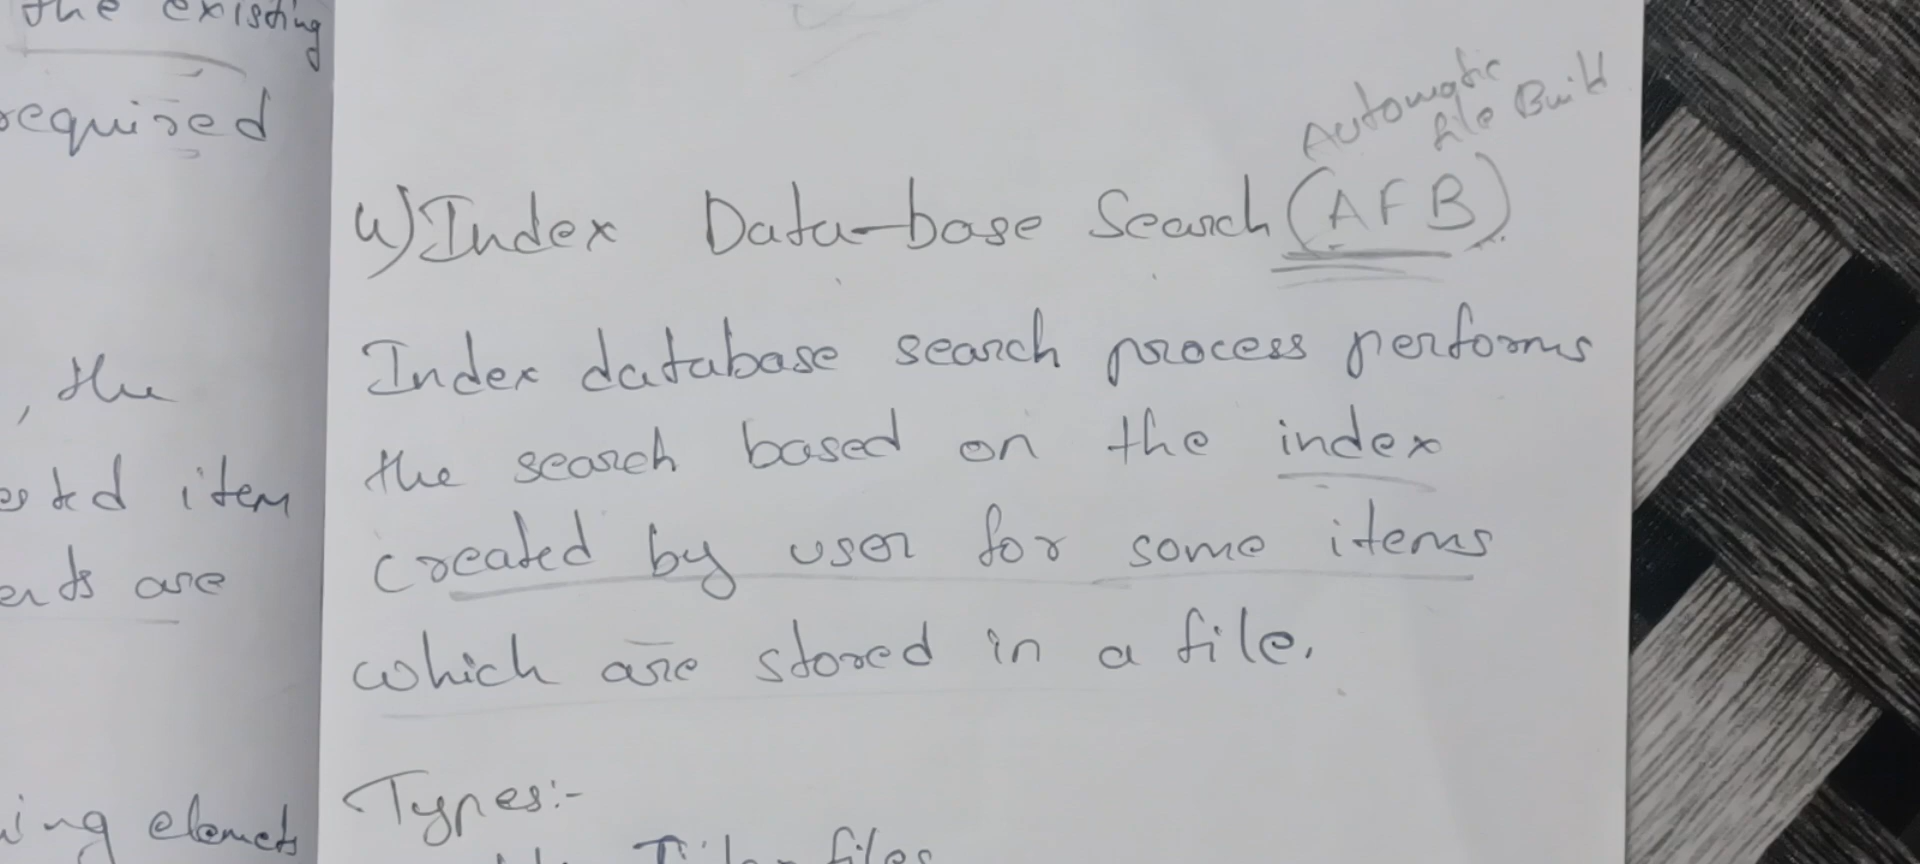 the existing
required
, the
item
are
elements
Automatic
file Build
4) Index Data-base Search (AFB)
Index database search process performs
the search based on the index
created by user for some items
which are stored in a file.
Types:-
files